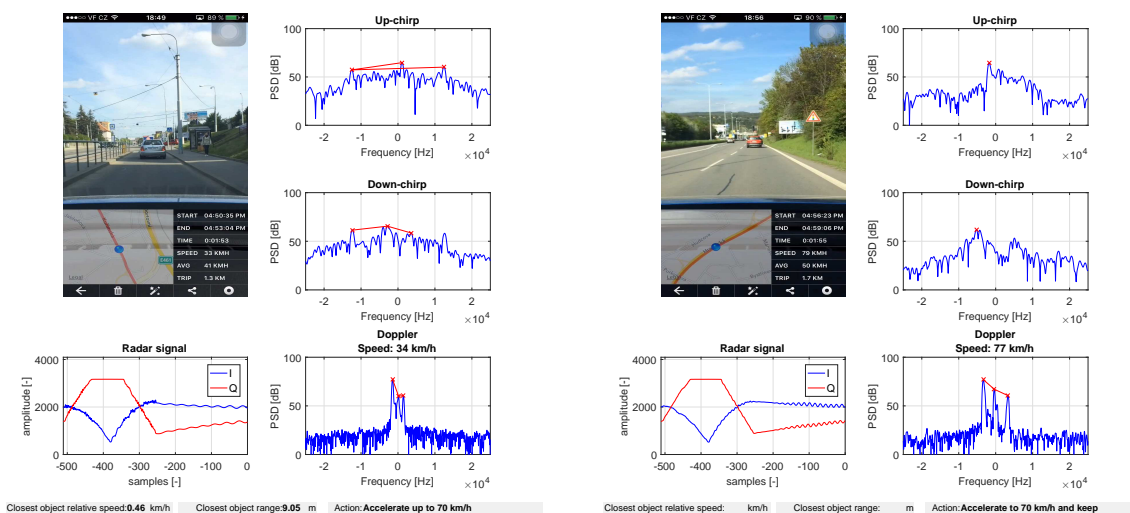 ●●●○○ VF CZ 18:49 89 %
START 04:50:35 PM
END 04:53:04 PM
TIME 0:01:53
SPEED 33 KMH
AVG 41 KMH
TRIP 1.3 KM
Legal
Up-chirp
100
50
0
PSD [dB]
-2 -1 0 1 2
Frequency [Hz] ×10⁴
Down-chirp
100
50
0
PSD [dB]
-2 -1 0 1 2
Frequency [Hz] ×10⁴
Radar signal
4000
2000
0
amplitude [-]
I
Q
-500 -400 -300 -200 -100 0
samples [-]
Doppler
Speed: 34 km/h
100
50
0
PSD [dB]
-2 -1 0 1 2
Frequency [Hz] ×10⁴
Closest object relative speed: 0.46 km/h Closest object range: 9.05 m Action: Accelerate up to 70 km/h
●●●○○ VF CZ 18:56 90 %
START 04:56:23 PM
END 04:59:06 PM
TIME 0:01:55
SPEED 79 KMH
AVG 50 KMH
TRIP 1.7 KM
Legal
Up-chirp
100
50
0
PSD [dB]
-2 -1 0 1 2
Frequency [Hz] ×10⁴
Down-chirp
100
50
0
PSD [dB]
-2 -1 0 1 2
Frequency [Hz] ×10⁴
Radar signal
4000
2000
0
amplitude [-]
I
Q
-500 -400 -300 -200 -100 0
samples [-]
Doppler
Speed: 77 km/h
100
50
0
PSD [dB]
-2 -1 0 1 2
Frequency [Hz] ×10⁴
Closest object relative speed: km/h Closest object range: m Action: Accelerate to 70 km/h and keep